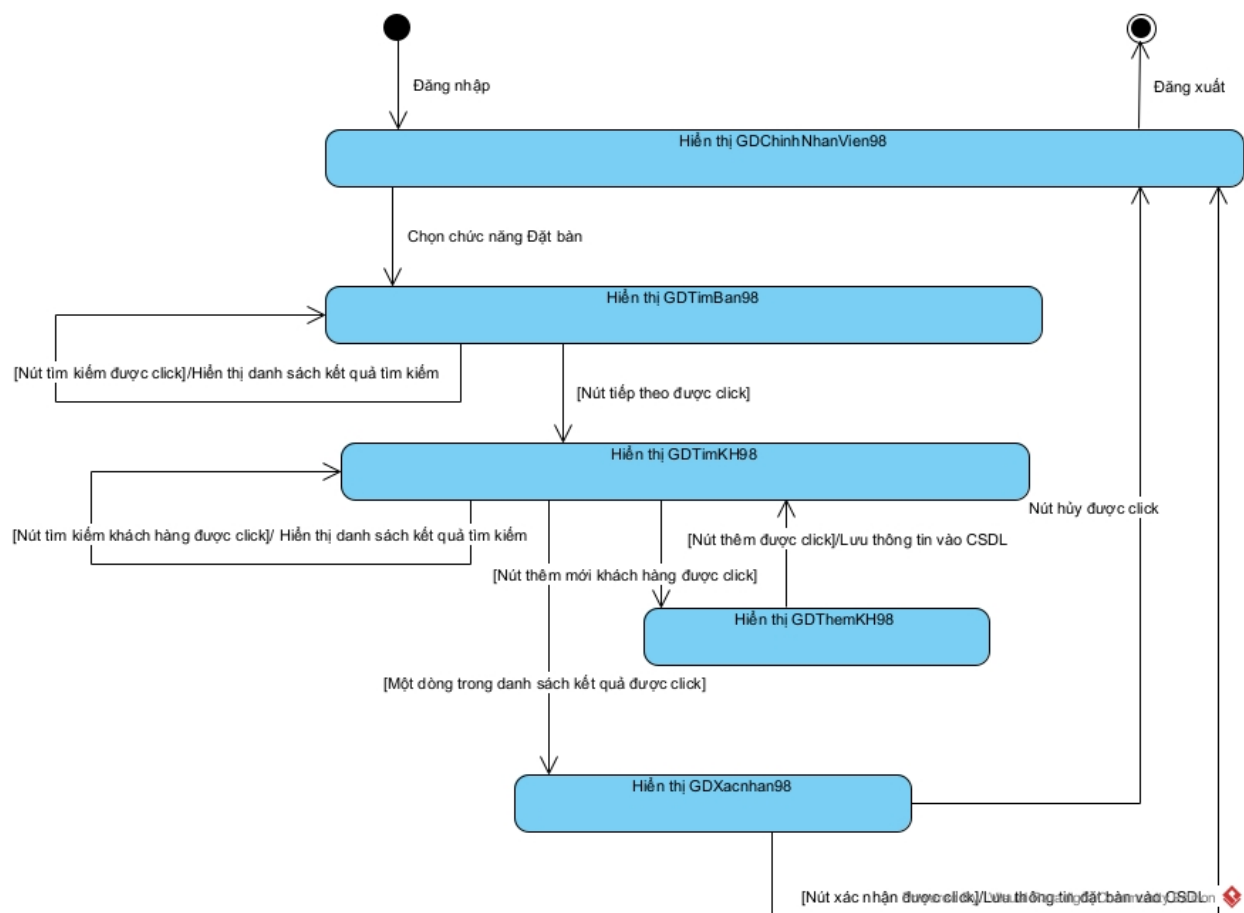 Đăng nhập
Đăng xuất
Hiển thị GDChinhNhanVien98
Chọn chức năng Đặt bàn
Hiển thị GDTimBan98
[Nút tìm kiếm được click]/Hiển thị danh sách kết quả tìm kiếm
[Nút tiếp theo được click]
Hiển thị GDTimKH98
Nút hủy được click
[Nút tìm kiếm khách hàng được click]/ Hiển thị danh sách kết quả tìm kiếm
[Nút thêm được click]/Lưu thông tin vào CSDL
[Nút thêm mới khách hàng được click]
Hiển thị GDThemKH98
[Một dòng trong danh sách kết quả được click]
Hiển thị GDXacnhan98
[Nút xác nhận được click]/Lưu thông tin đặt bàn vào CSDL